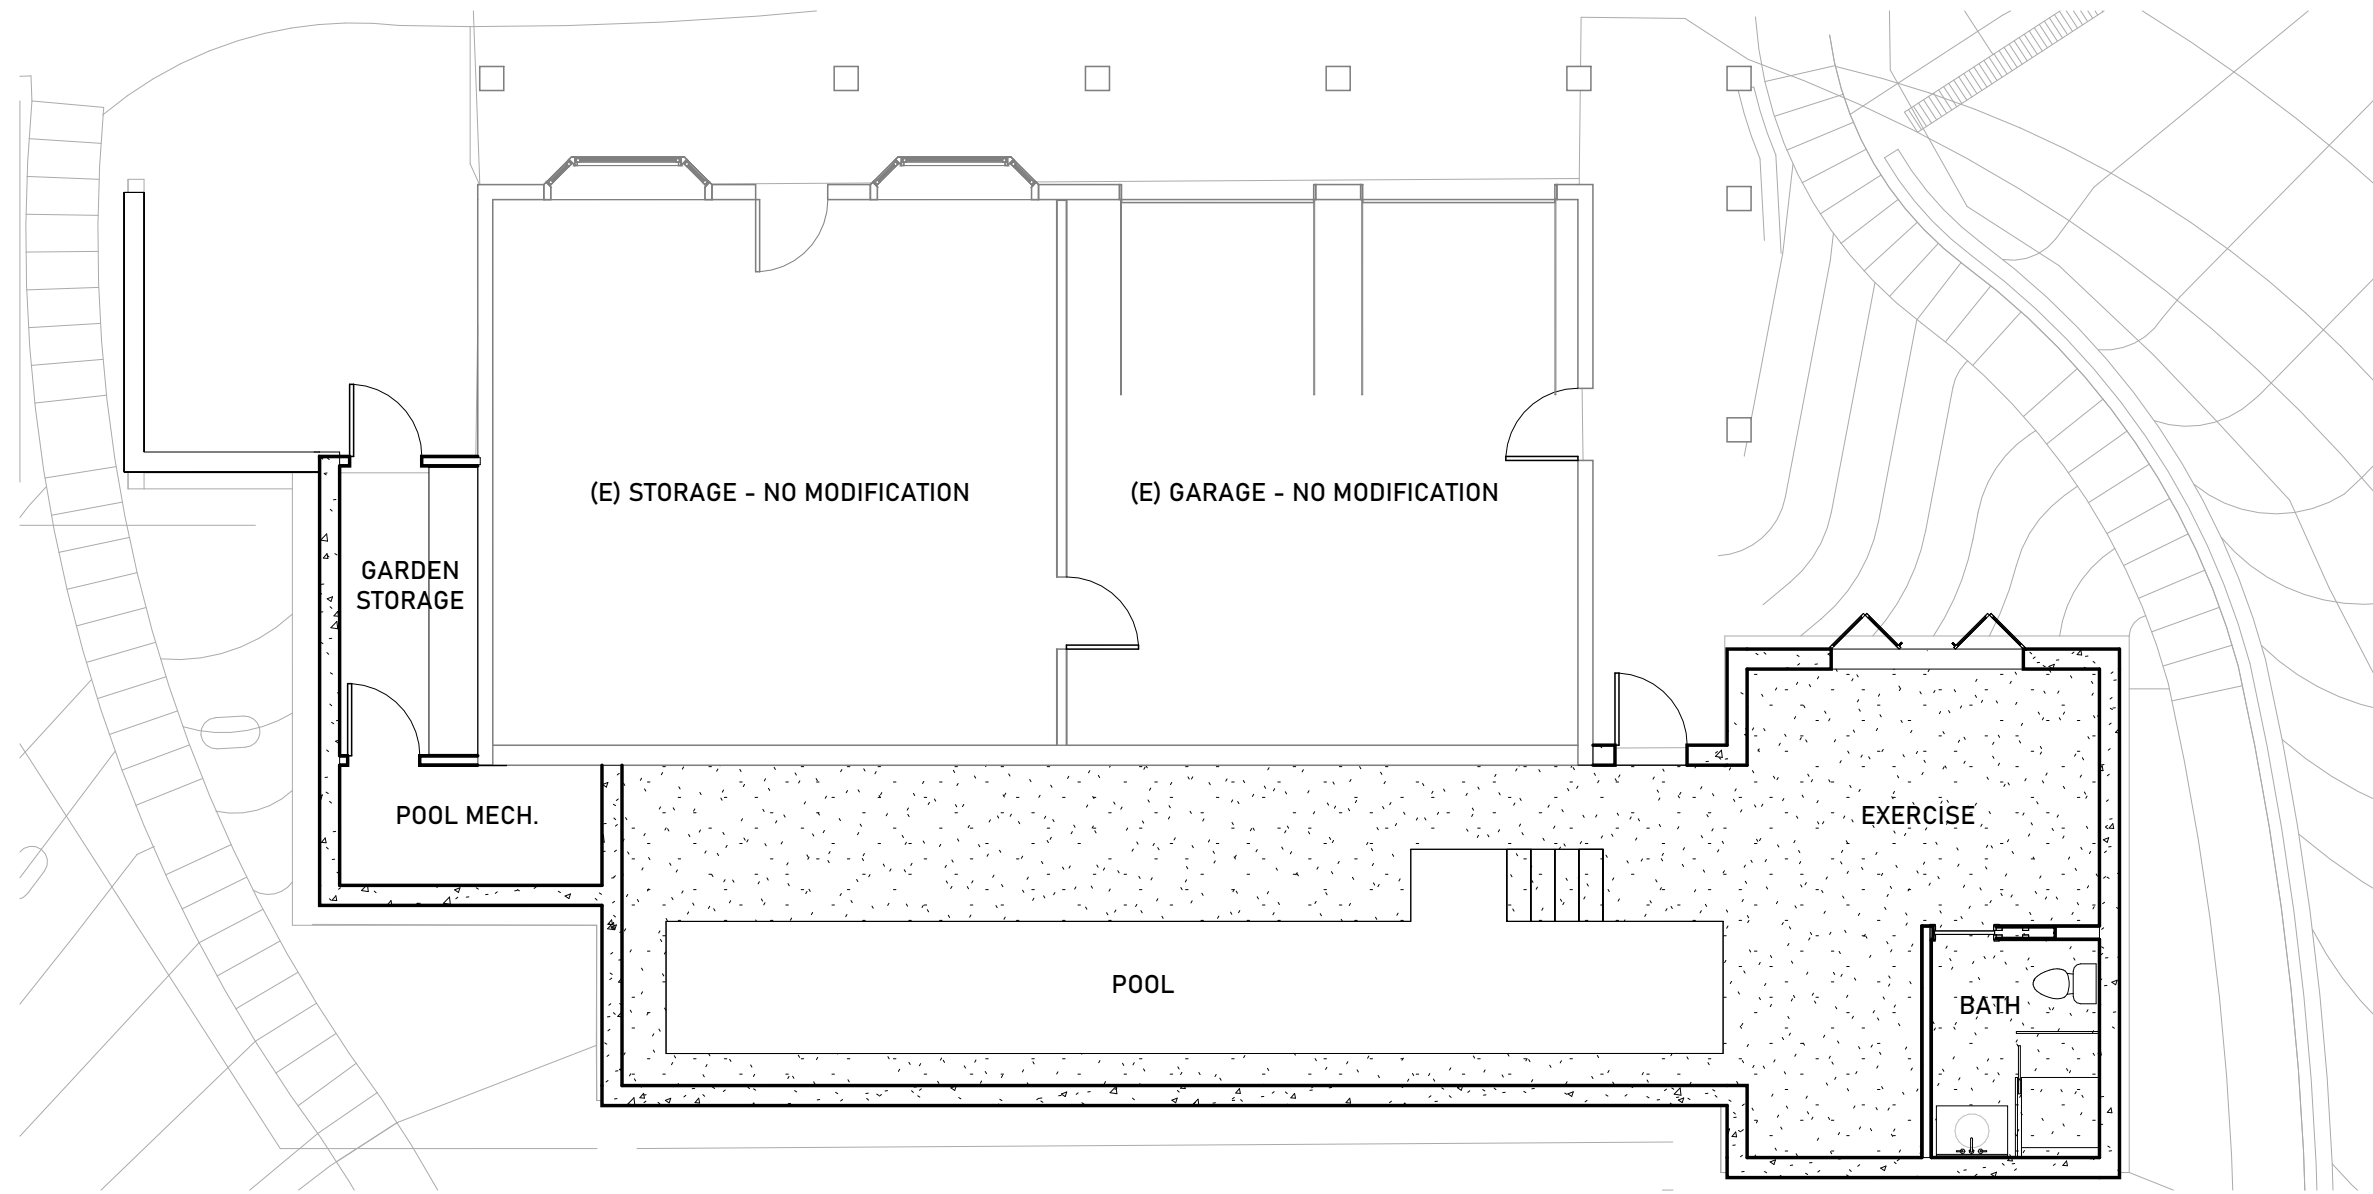 (E) STORAGE - NO MODIFICATION
(E) GARAGE - NO MODIFICATION
GARDEN
STORAGE
POOL MECH.
EXERCISE
POOL
BATH